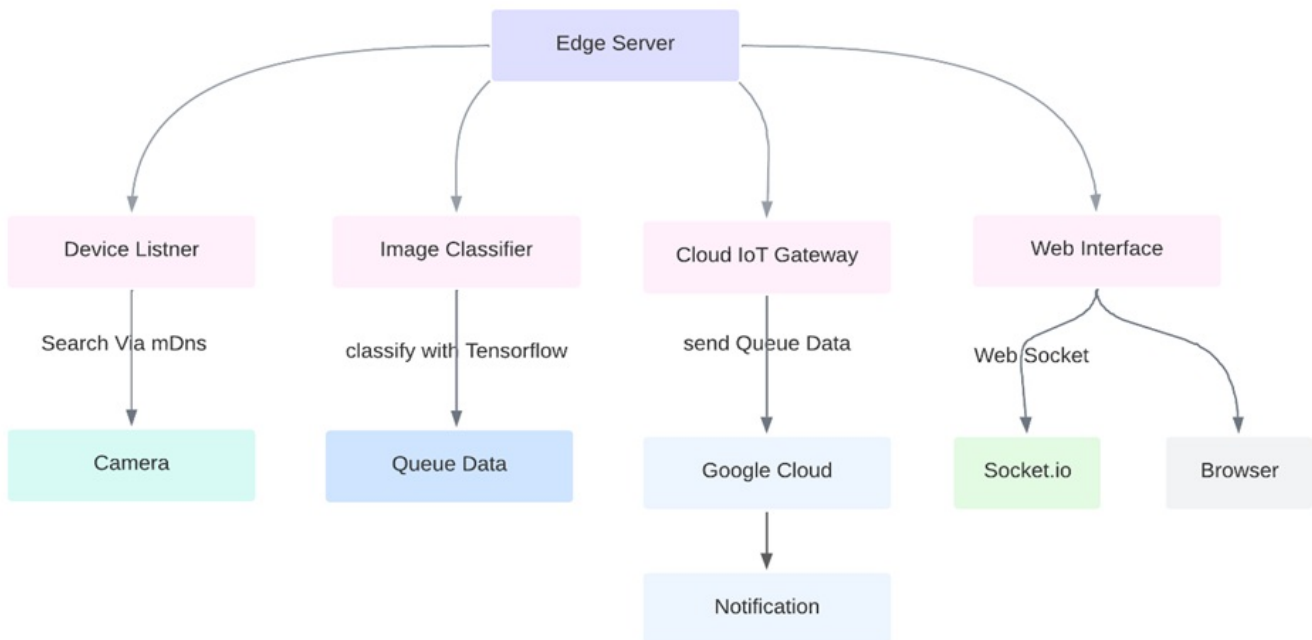 Edge Server
Device Listner
Image Classifier
Cloud IoT Gateway
Web Interface
Search Via mDns
classify with Tensorflow
send Queue Data
Web Socket
Camera
Queue Data
Google Cloud
Socket.io
Browser
Notification